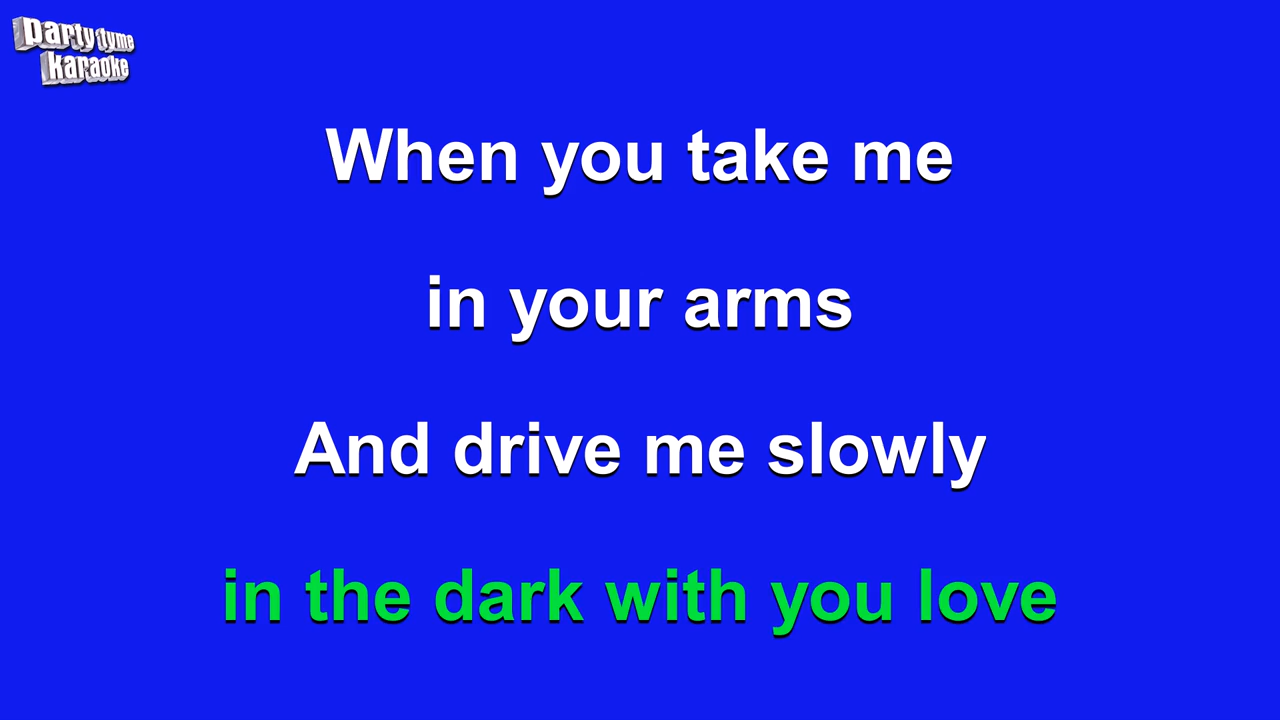 party tyme
karaoke
When you take me
in your arms
And drive me slowly
in the dark with you love